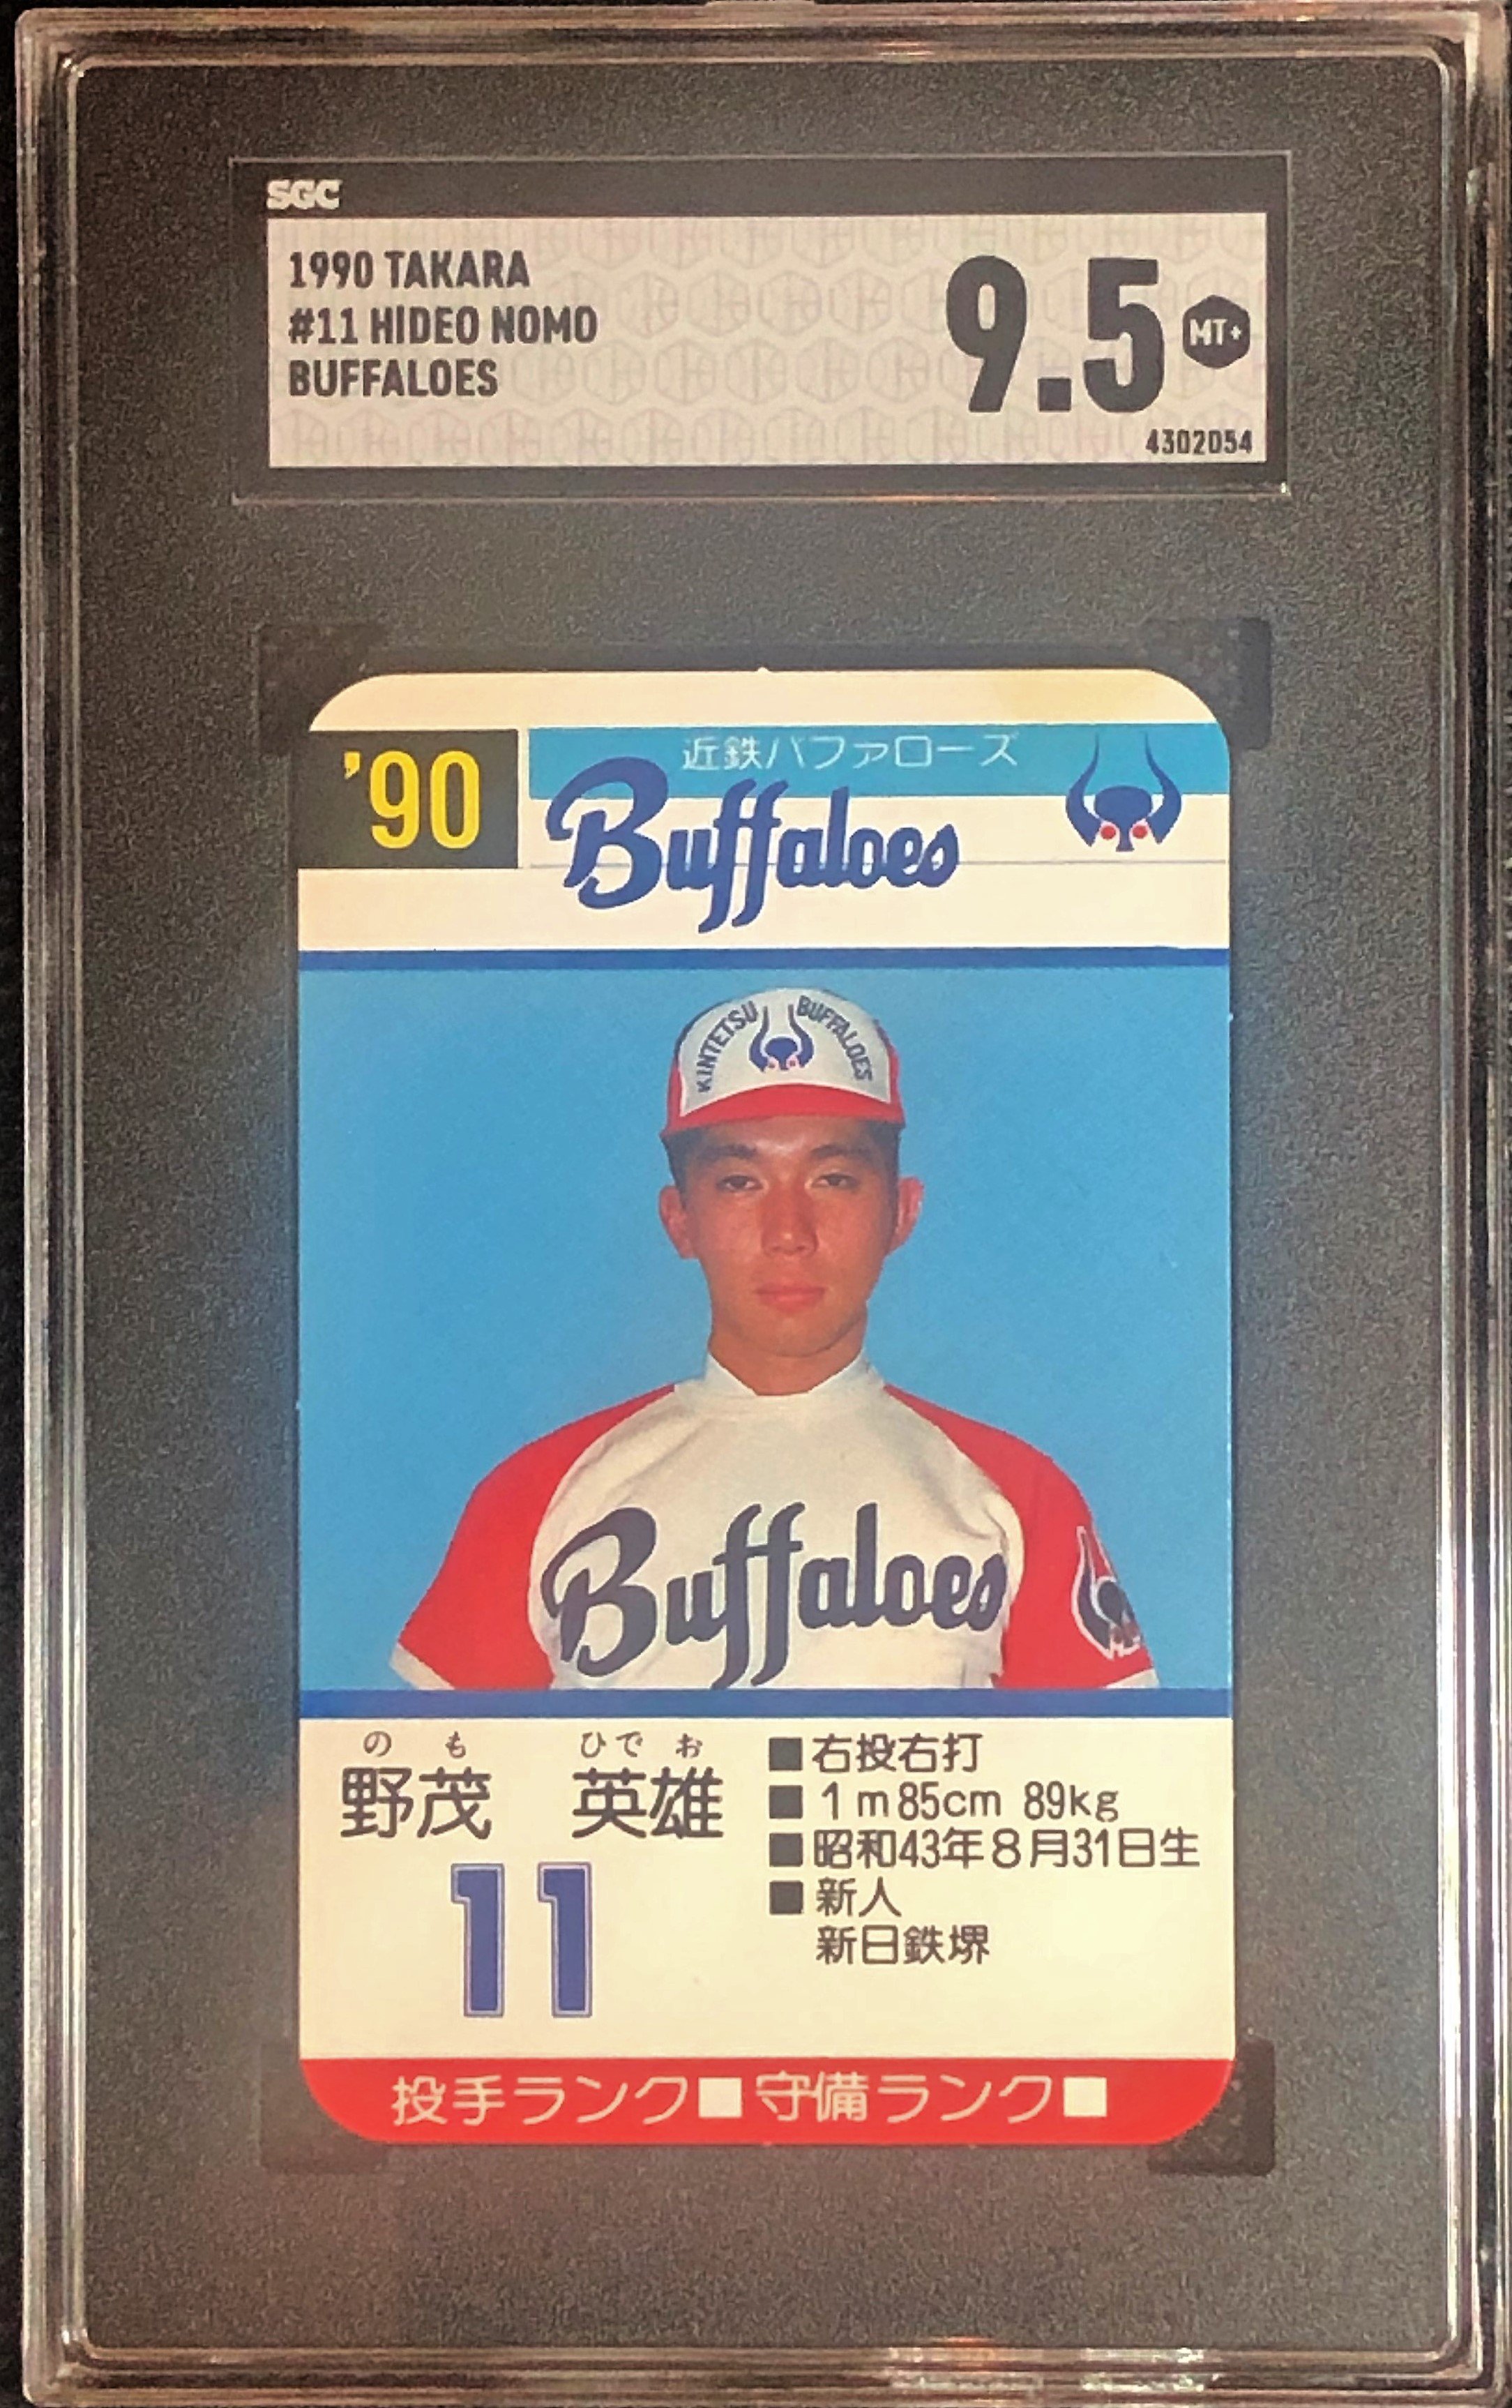 SGC
1990 TAKARA
#11 HIDEO NOMO
BUFFALOES
9.5 MT+
4302054
'90
近鉄バファローズ
Buffaloes
KINTETSU BUFFALOES
Buffaloes
のも ひでお
野茂 英雄
11
■右投右打
■1m85cm 89kg
■昭和43年8月31日生
■新人
新日鉄堺
投手ランク■守備ランク■